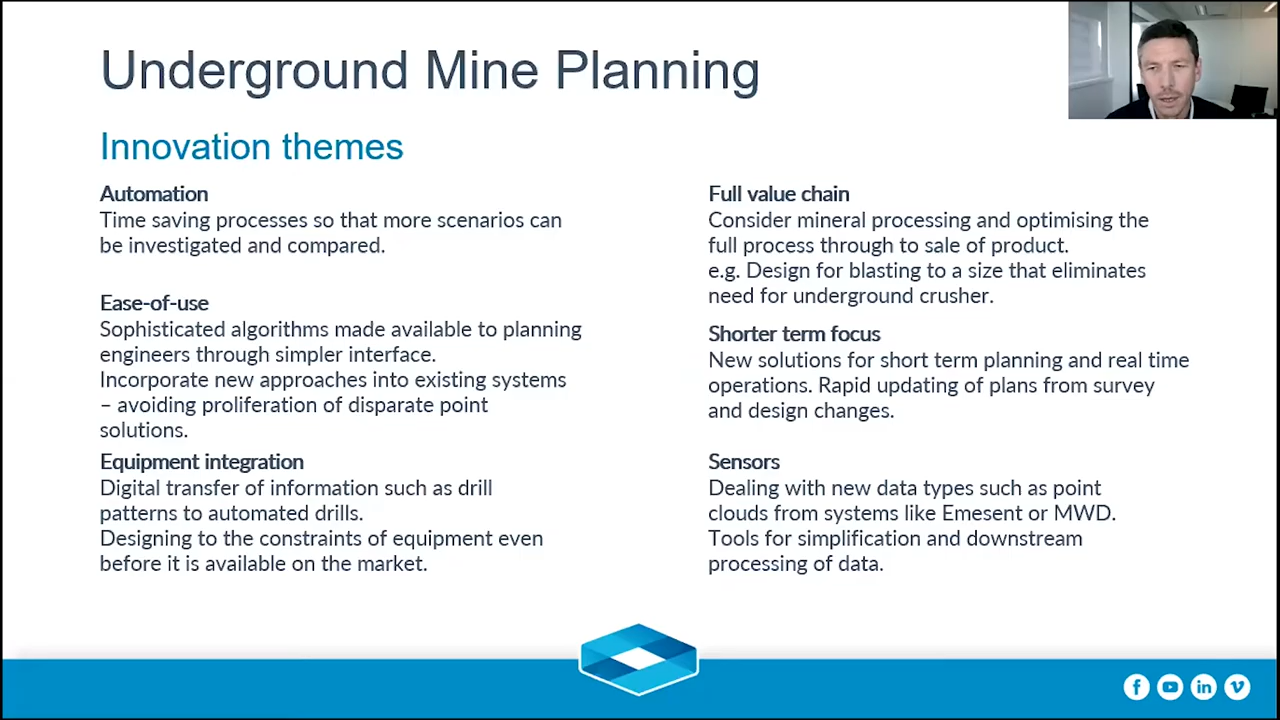 Underground Mine Planning
Innovation themes
Automation
Time saving processes so that more scenarios can
be investigated and compared.
Ease-of-use
Sophisticated algorithms made available to planning
engineers through simpler interface.
Incorporate new approaches into existing systems
– avoiding proliferation of disparate point
solutions.
Equipment integration
Digital transfer of information such as drill
patterns to automated drills.
Designing to the constraints of equipment even
before it is available on the market.
Full value chain
Consider mineral processing and optimising the
full process through to sale of product.
e.g. Design for blasting to a size that eliminates
need for underground crusher.
Shorter term focus
New solutions for short term planning and real time
operations. Rapid updating of plans from survey
and design changes.
Sensors
Dealing with new data types such as point
clouds from systems like Emesent or MWD.
Tools for simplification and downstream
processing of data.